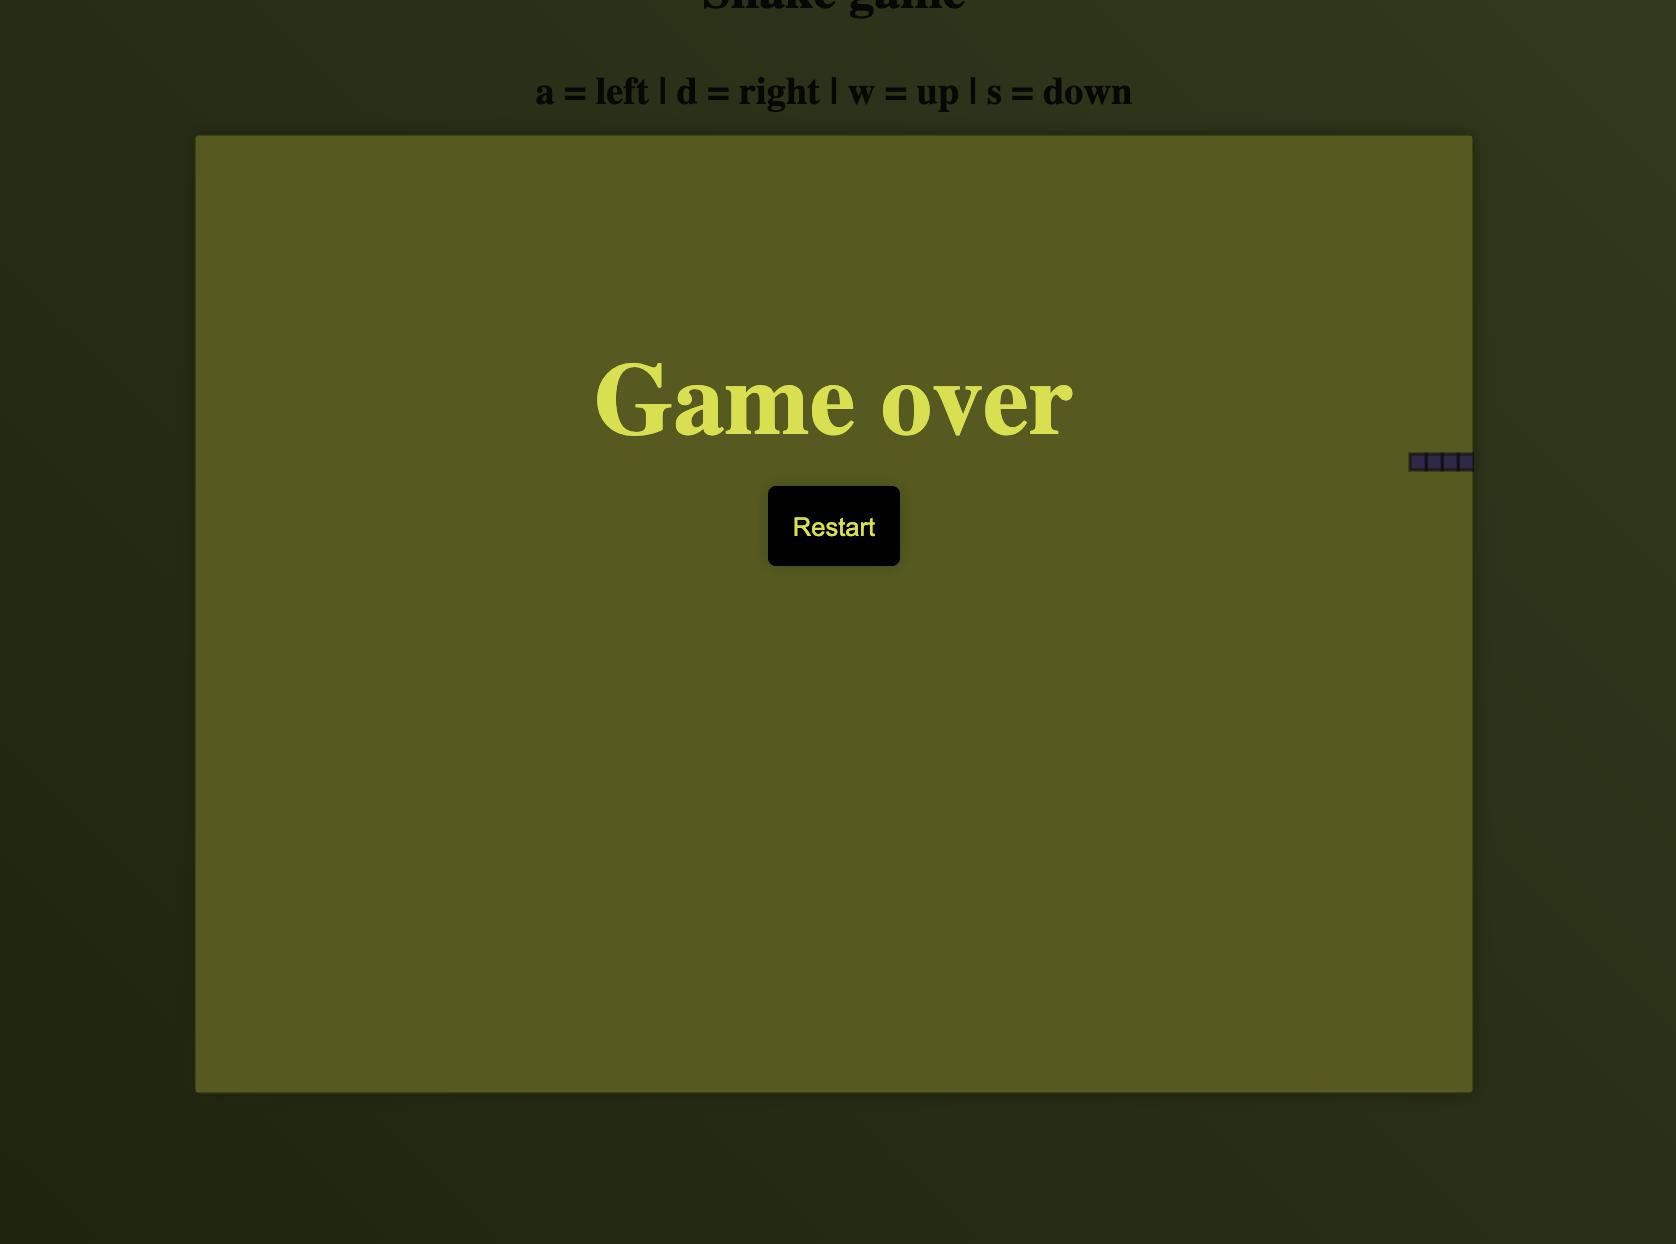 Snake game
a = left | d = right | w = up | s = down
Game over
Restart